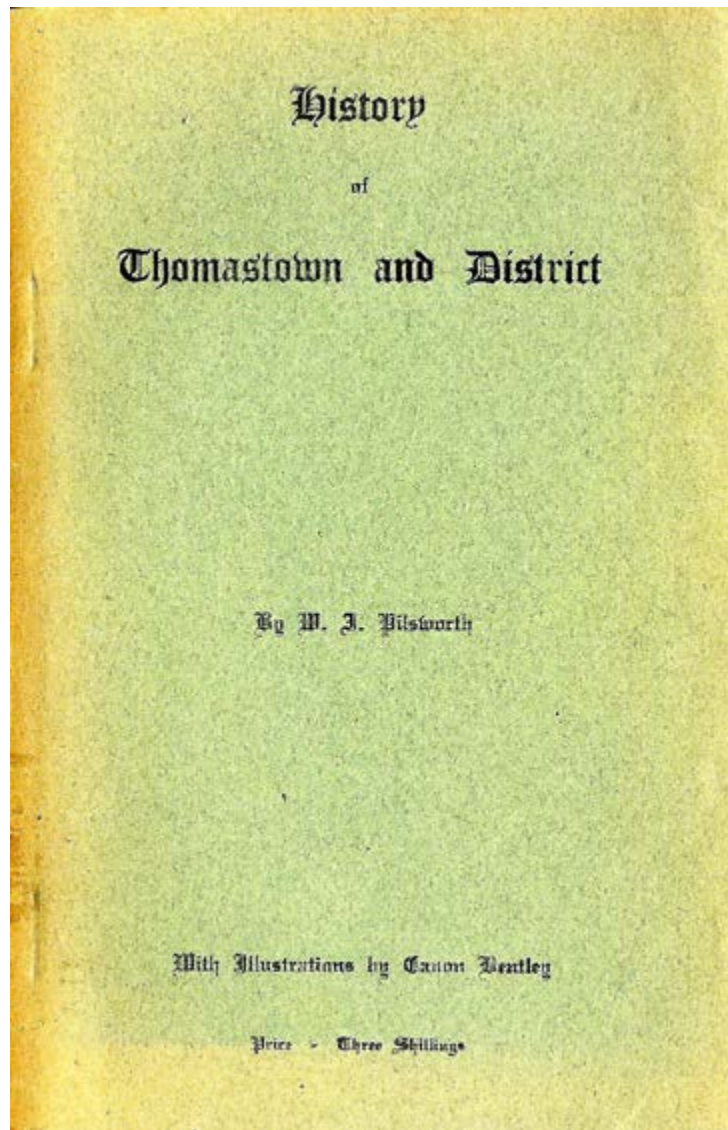 History
of
Thomastown and District
By W. J. Pilsworth
With Illustrations by Canon Bentley
Price - Three Shillings